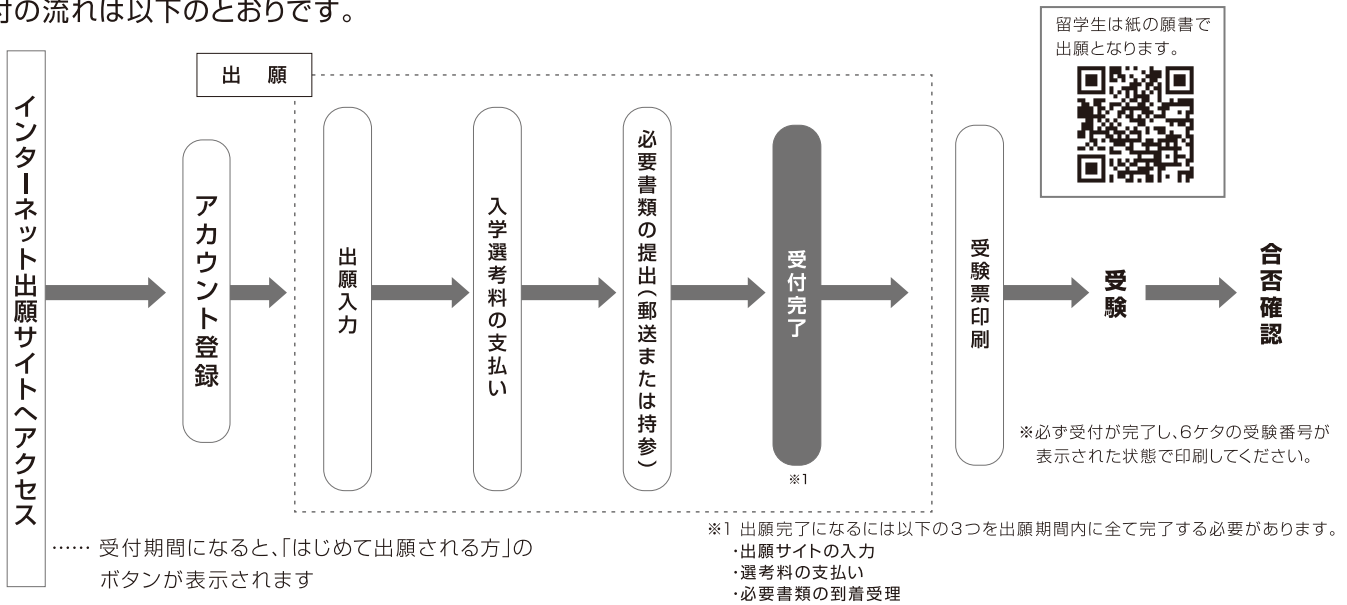 付の流れは以下のとおりです。
留学生は紙の願書で
出願となります。
出　願
インターネット出願サイトへアクセス
アカウント登録
出願入力
入学選考料の支払い
必要書類の提出(郵送または持参)
受付完了
※1
受験票印刷
受験
合否確認
※必ず受付が完了し、6ケタの受験番号が
表示された状態で印刷してください。
…… 受付期間になると、「はじめて出願される方」の
ボタンが表示されます
※1 出願完了になるには以下の3つを出願期間内に全て完了する必要があります。
・出願サイトの入力
・選考料の支払い
・必要書類の到着受理